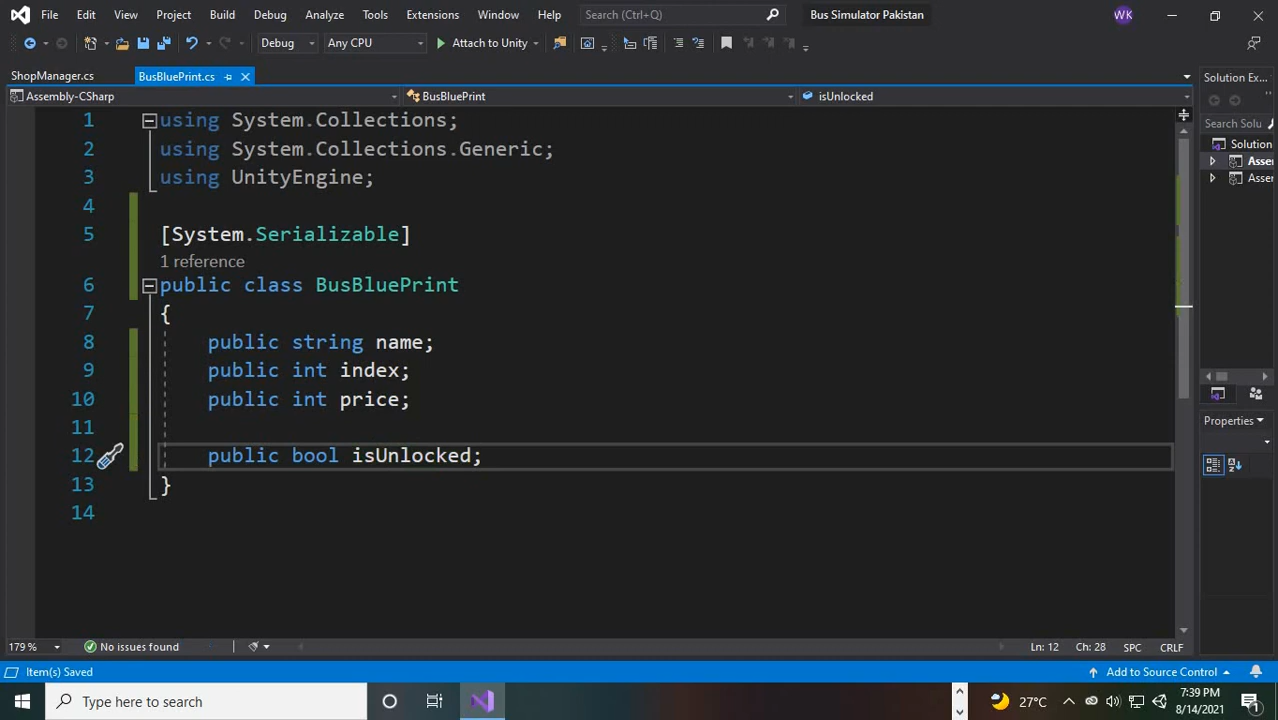 File Edit View Project Build Debug Analyze Tools Extensions Window Help Search (Ctrl+Q) Bus Simulator Pakistan WK
Debug Any CPU Attach to Unity
ShopManager.cs BusBluePrint.cs Solution Ex...
Assembly-CSharp BusBluePrint isUnlocked
Search Solu
Solution
Asse
Asser
1 using System.Collections;
2 using System.Collections.Generic;
3 using UnityEngine;
4
5 [System.Serializable]
1 reference
6 public class BusBluePrint
7 {
8 public string name;
9 public int index;
10 public int price;
11
12 public bool isUnlocked;
13 }
14
Properties
179 % No issues found Ln: 12 Ch: 28 SPC CRLF
Item(s) Saved Add to Source Control
Type here to search 27°C 7:39 PM
8/14/2021 1